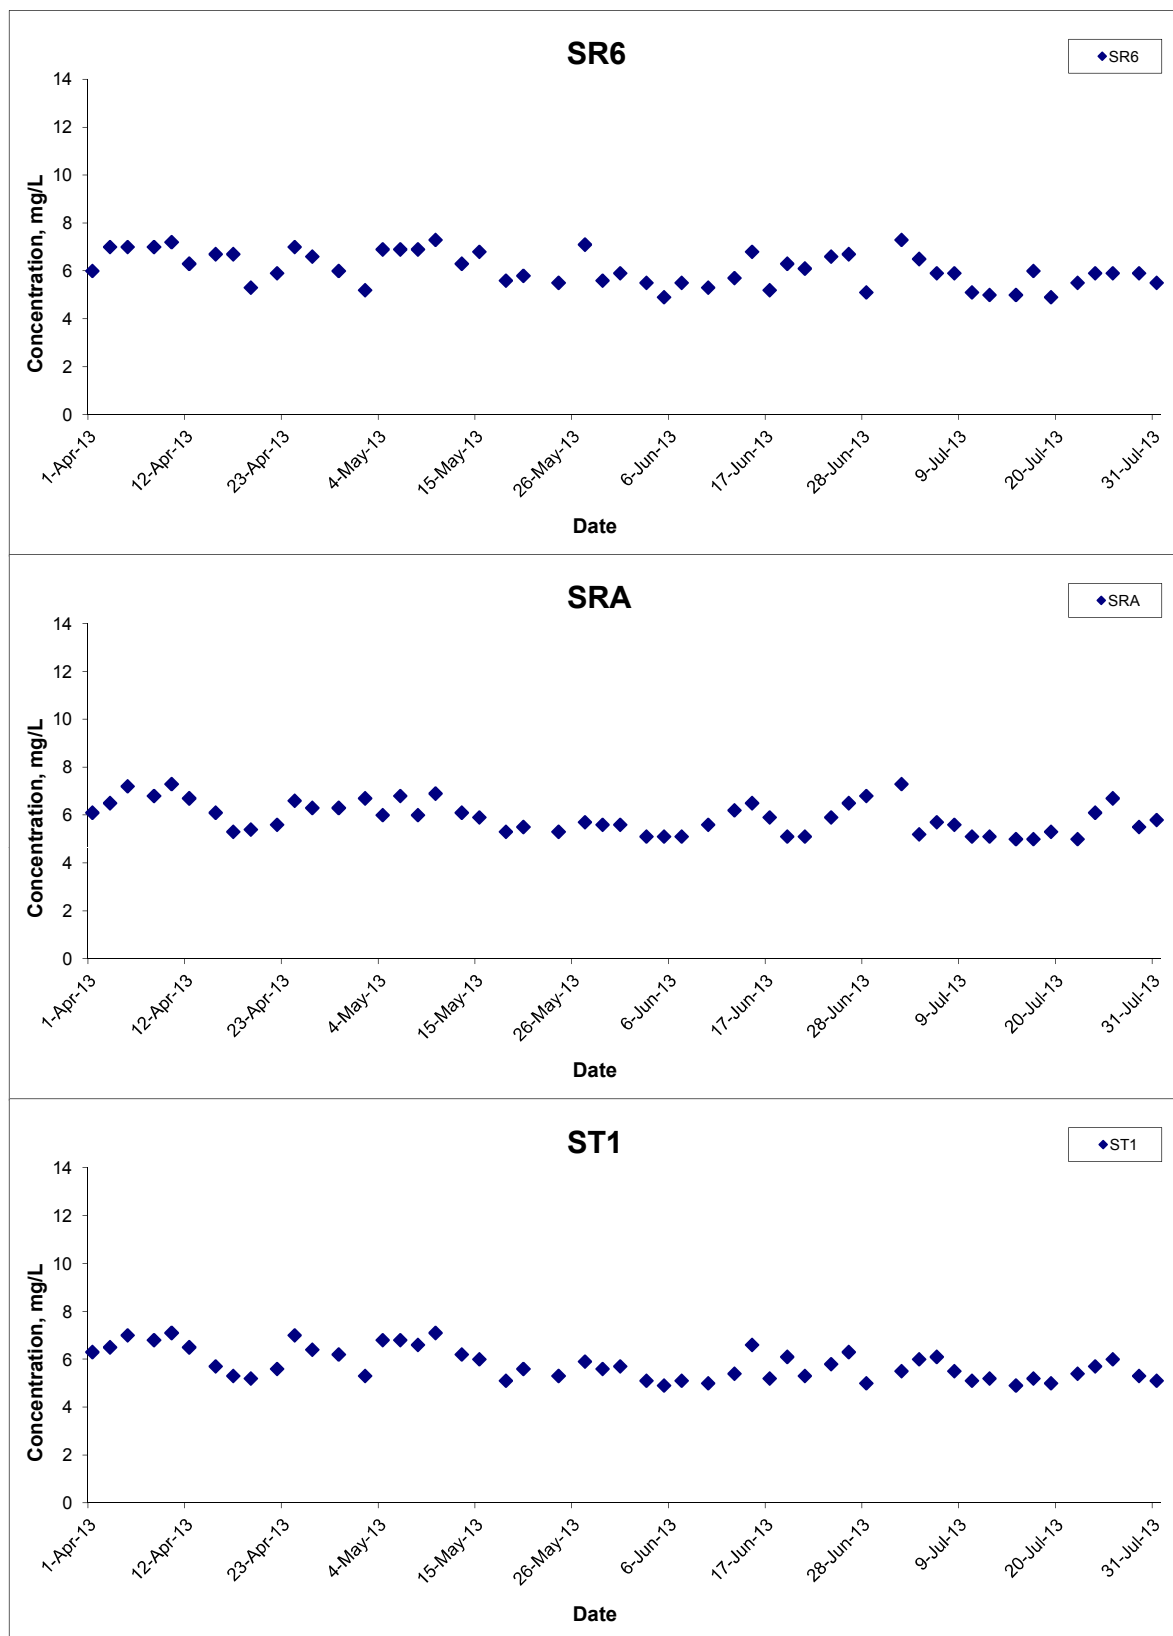 SR6
SR6
14
12
10
8
6
4
2
0
Concentration, mg/L
1-Apr-13
12-Apr-13
23-Apr-13
4-May-13
15-May-13
26-May-13
6-Jun-13
17-Jun-13
28-Jun-13
9-Jul-13
20-Jul-13
31-Jul-13
Date
SRA
SRA
14
12
10
8
6
4
2
0
Concentration, mg/L
1-Apr-13
12-Apr-13
23-Apr-13
4-May-13
15-May-13
26-May-13
6-Jun-13
17-Jun-13
28-Jun-13
9-Jul-13
20-Jul-13
31-Jul-13
Date
ST1
ST1
14
12
10
8
6
4
2
0
Concentration, mg/L
1-Apr-13
12-Apr-13
23-Apr-13
4-May-13
15-May-13
26-May-13
6-Jun-13
17-Jun-13
28-Jun-13
9-Jul-13
20-Jul-13
31-Jul-13
Date